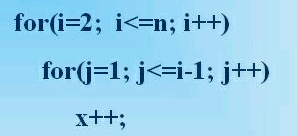 for(i=2; i<=n; i++)
for(j=1; j<=i-1; j++)
x++;